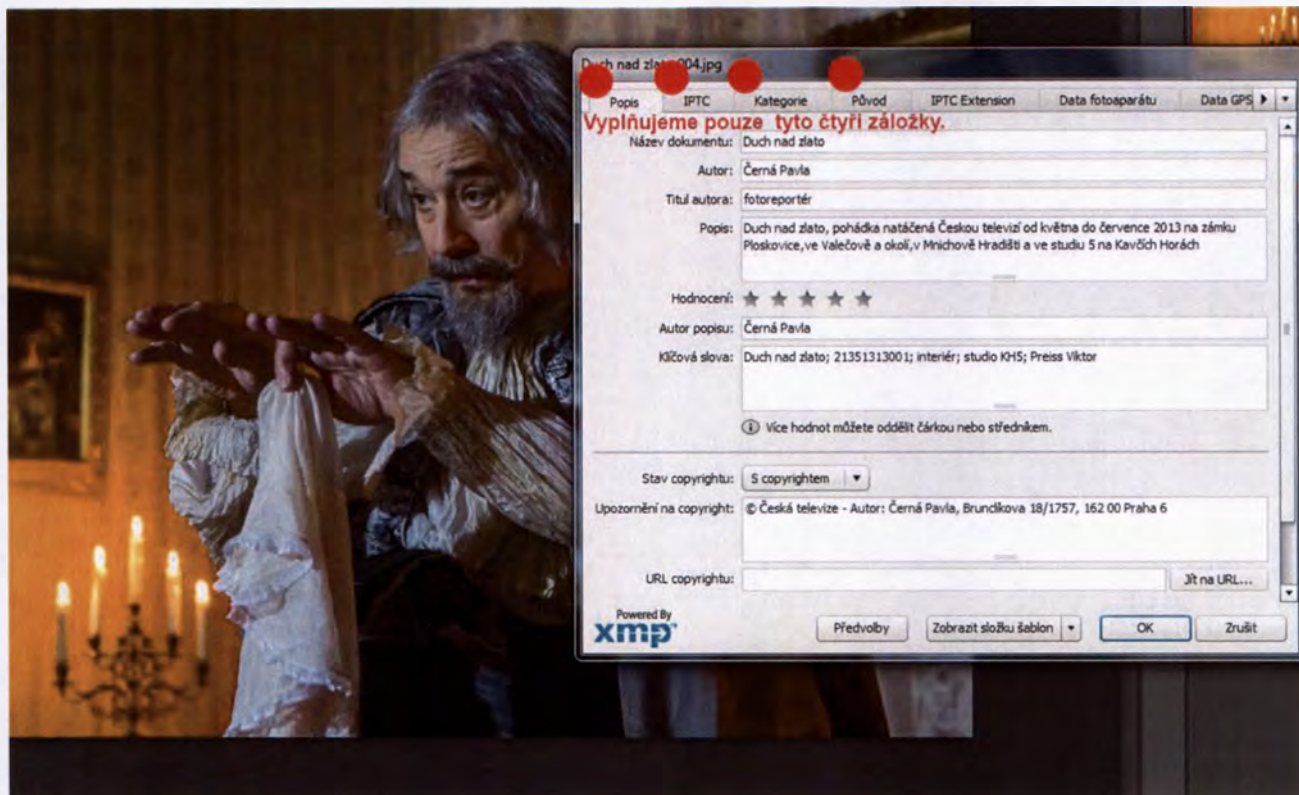 Duch nad zlato 004.jpg
Popis IPTC Kategorie Původ IPTC Extension Data fotoaparátu Data GPS
Vyplňujeme pouze tyto čtyři záložky.
Název dokumentu: Duch nad zlato
Autor: Černá Pavla
Titul autora: fotoreportér
Popis: Duch nad zlato, pohádka natáčená Českou televizí od května do července 2013 na zámku
Ploskovice,ve Valečově a okolí,v Mnichově Hradišti a ve studiu 5 na Kavčích Horách
Hodnocení:
Autor popisu: Černá Pavla
Klíčová slova: Duch nad zlato; 21351313001; interiér; studio KH5; Preiss Viktor
Více hodnot můžete oddělit čárkou nebo středníkem.
Stav copyrightu: S copyrightem
Upozornění na copyright: © Česká televize - Autor: Černá Pavla, Brunclíkova 18/1757, 162 00 Praha 6
URL copyrightu: Jít na URL...
Powered By
xmp
Předvolby Zobrazit složku šablon OK Zrušit